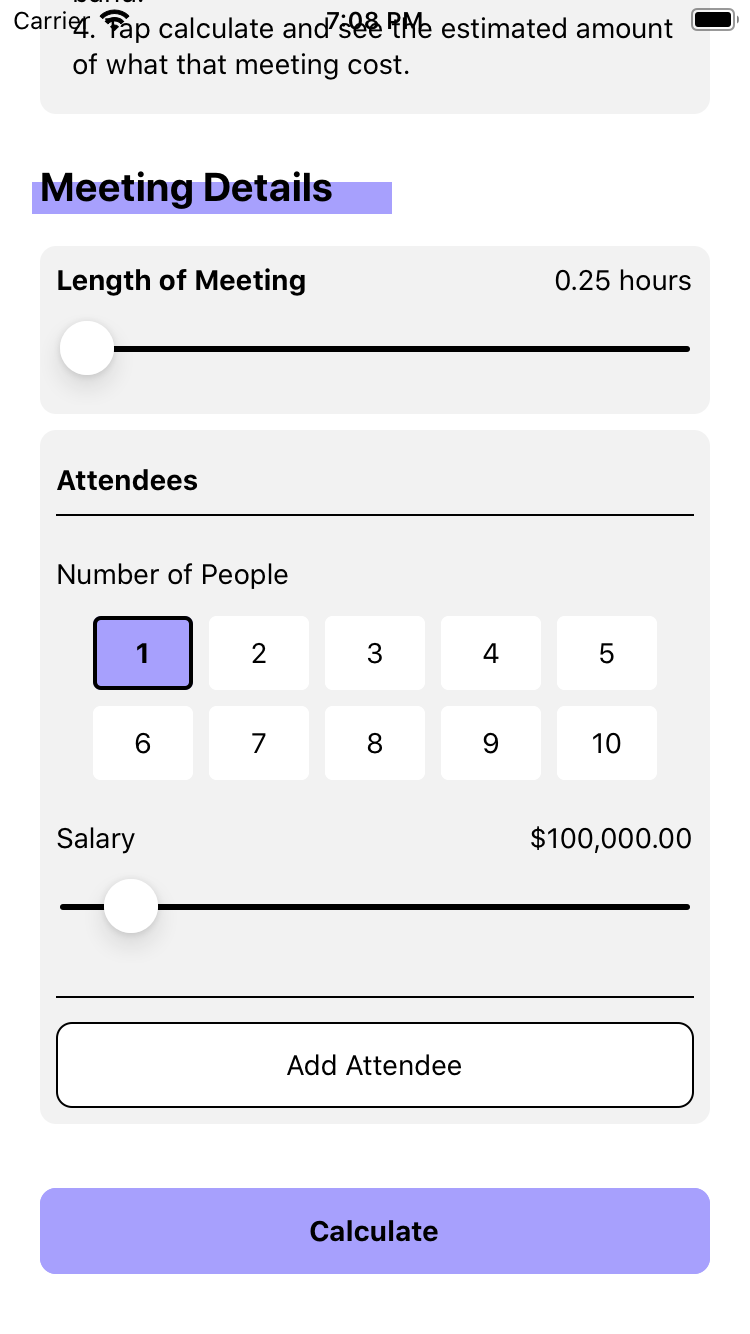 Carrier 7:08 PM
4. Tap calculate and see the estimated amount
of what that meeting cost.
Meeting Details
Length of Meeting 0.25 hours
Attendees
Number of People
1 2 3 4 5
6 7 8 9 10
Salary $100,000.00
Add Attendee
Calculate